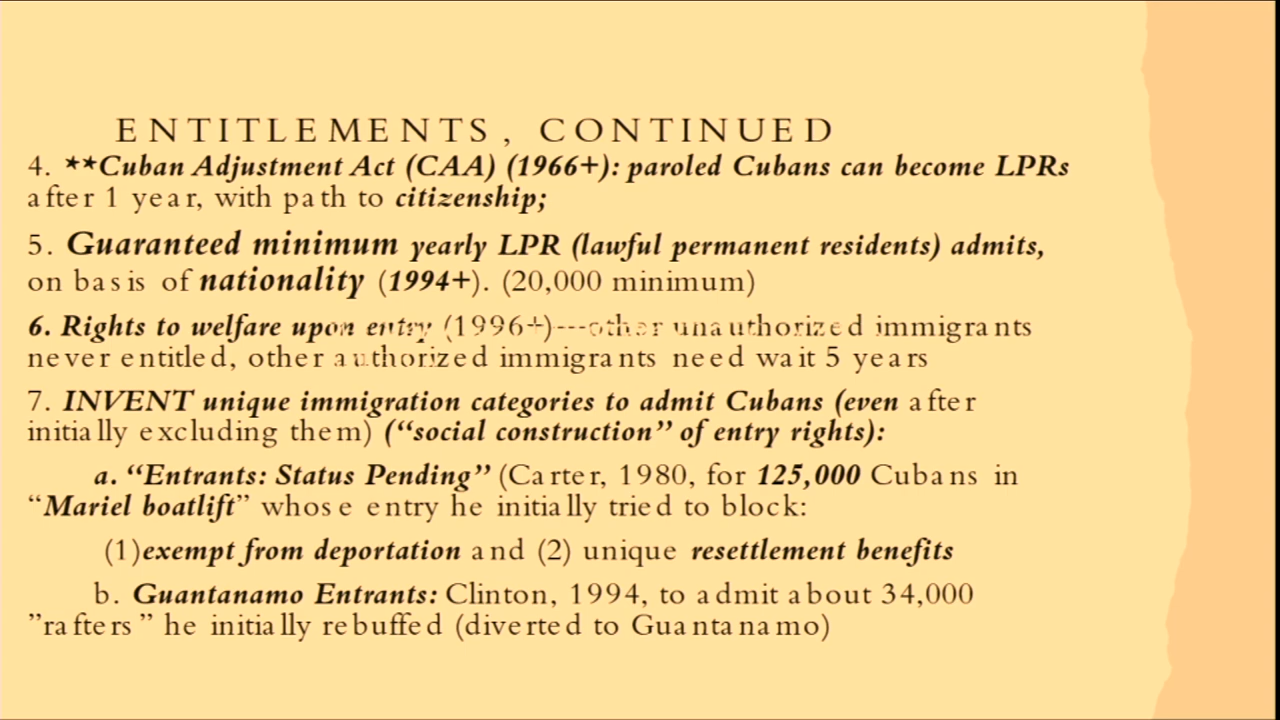 ENTITLEMENTS, CONTINUED
4. **Cuban Adjustment Act (CAA) (1966+): paroled Cubans can become LPRs
after 1 year, with path to citizenship;
5. Guaranteed minimum yearly LPR (lawful permanent residents) admits,
on basis of nationality (1994+). (20,000 minimum)
6. Rights to welfare upon entry (1996+)---other unauthorized immigrants
never entitled, other authorized immigrants need wait 5 years
7. INVENT unique immigration categories to admit Cubans (even after
initially excluding them) (“social construction” of entry rights):
a. “Entrants: Status Pending” (Carter, 1980, for 125,000 Cubans in
“Mariel boatlift” whose entry he initially tried to block:
(1)exempt from deportation and (2) unique resettlement benefits
b. Guantanamo Entrants: Clinton, 1994, to admit about 34,000
”rafters ” he initially rebuffed (diverted to Guantanamo)